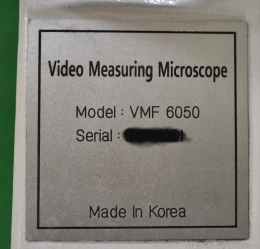 Video Measuring Microscope
Model : VMF 6050
Serial :
Made In Korea